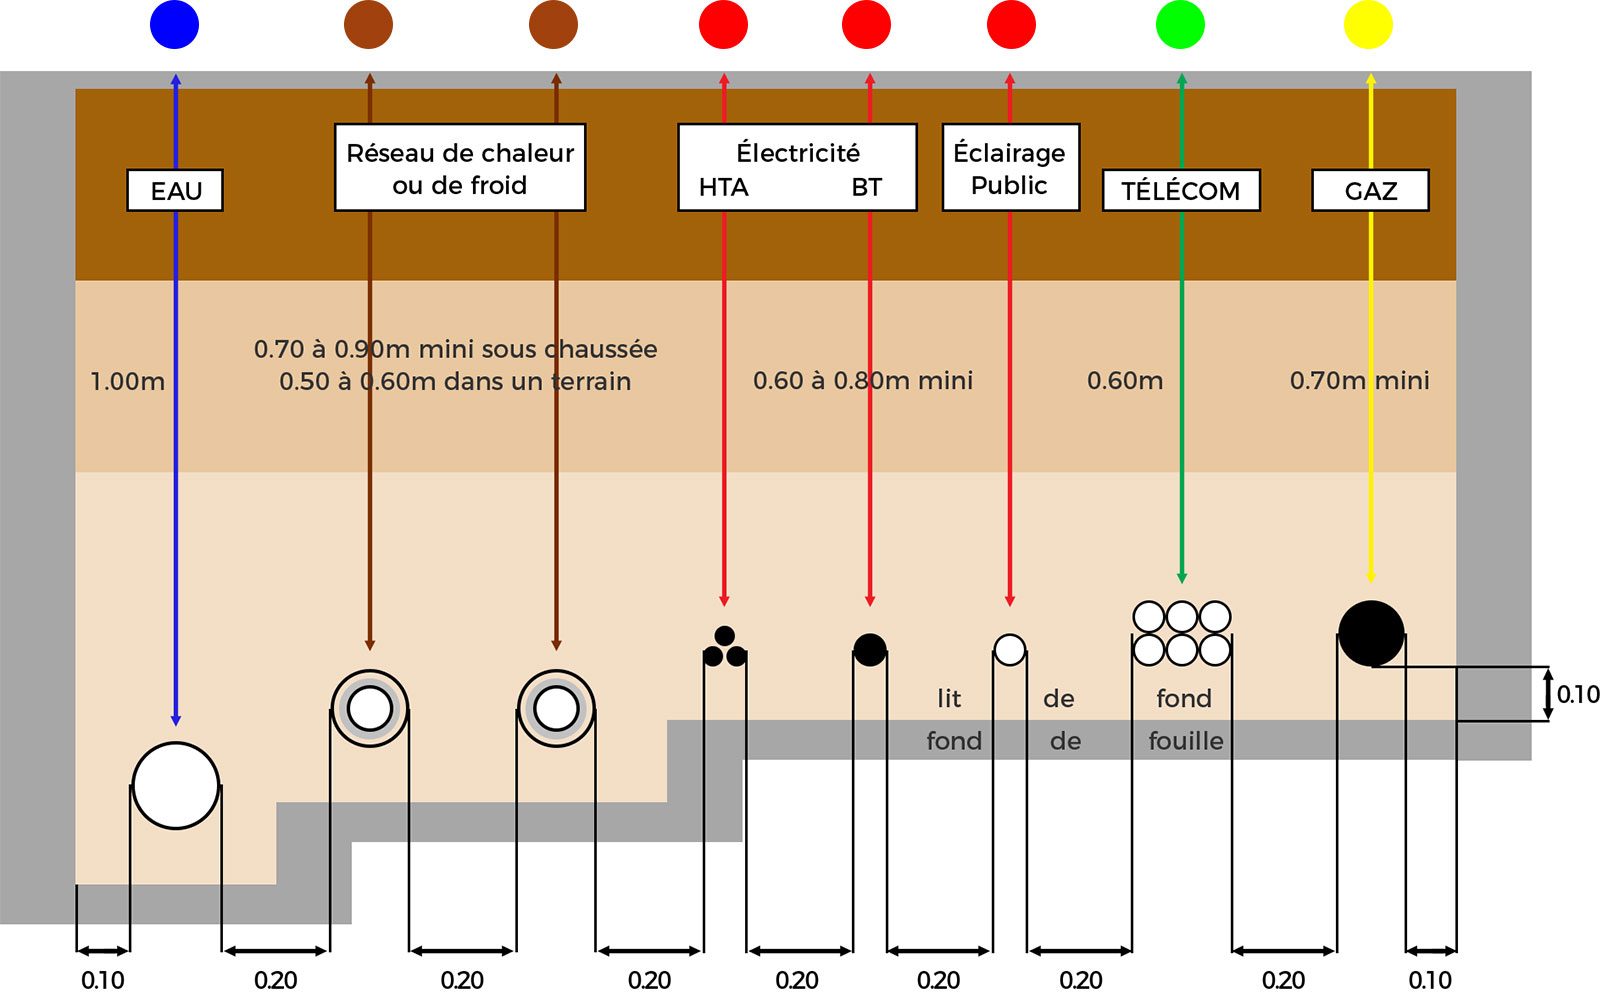 EAU
Réseau de chaleur
ou de froid
Électricité
HTA BT
Éclairage
Public
TÉLÉCOM
GAZ
1.00m
0.70 à 0.90m mini sous chaussée
0.50 à 0.60m dans un terrain
0.60 à 0.80m mini
0.60m
0.70m mini
lit de fond
fond de fouille
0.10
0.10 0.20 0.20 0.20 0.20 0.20 0.20 0.20 0.10